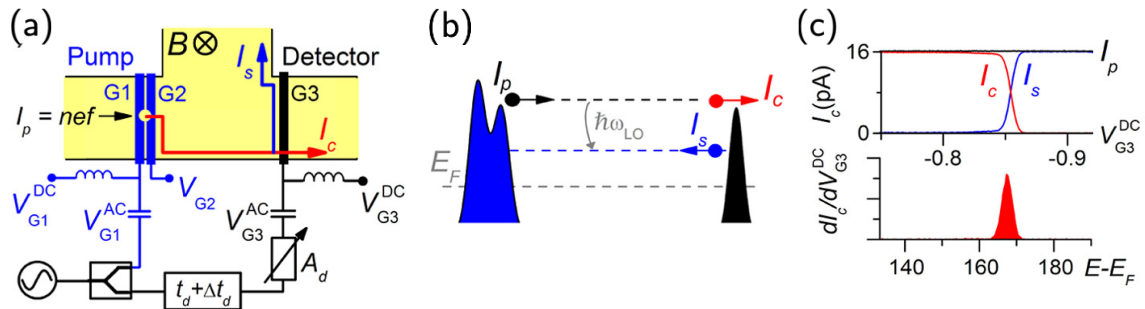 (a)
Pump
B⊗
Detector
I_s
G1
G2
G3
I_p = nef
I_c
V_G1^DC
V_G2
V_G1^AC
V_G3^AC
V_G3^DC
A_d
t_d+Δt_d
(b)
I_p
I_c
ℏω_LO
I_s
E_F
(c)
16
I_p
I_c(pA)
I_c
I_s
0
V_G3^DC
-0.8
-0.9
dI_c/dV_G3^DC
140
160
180
E-E_F